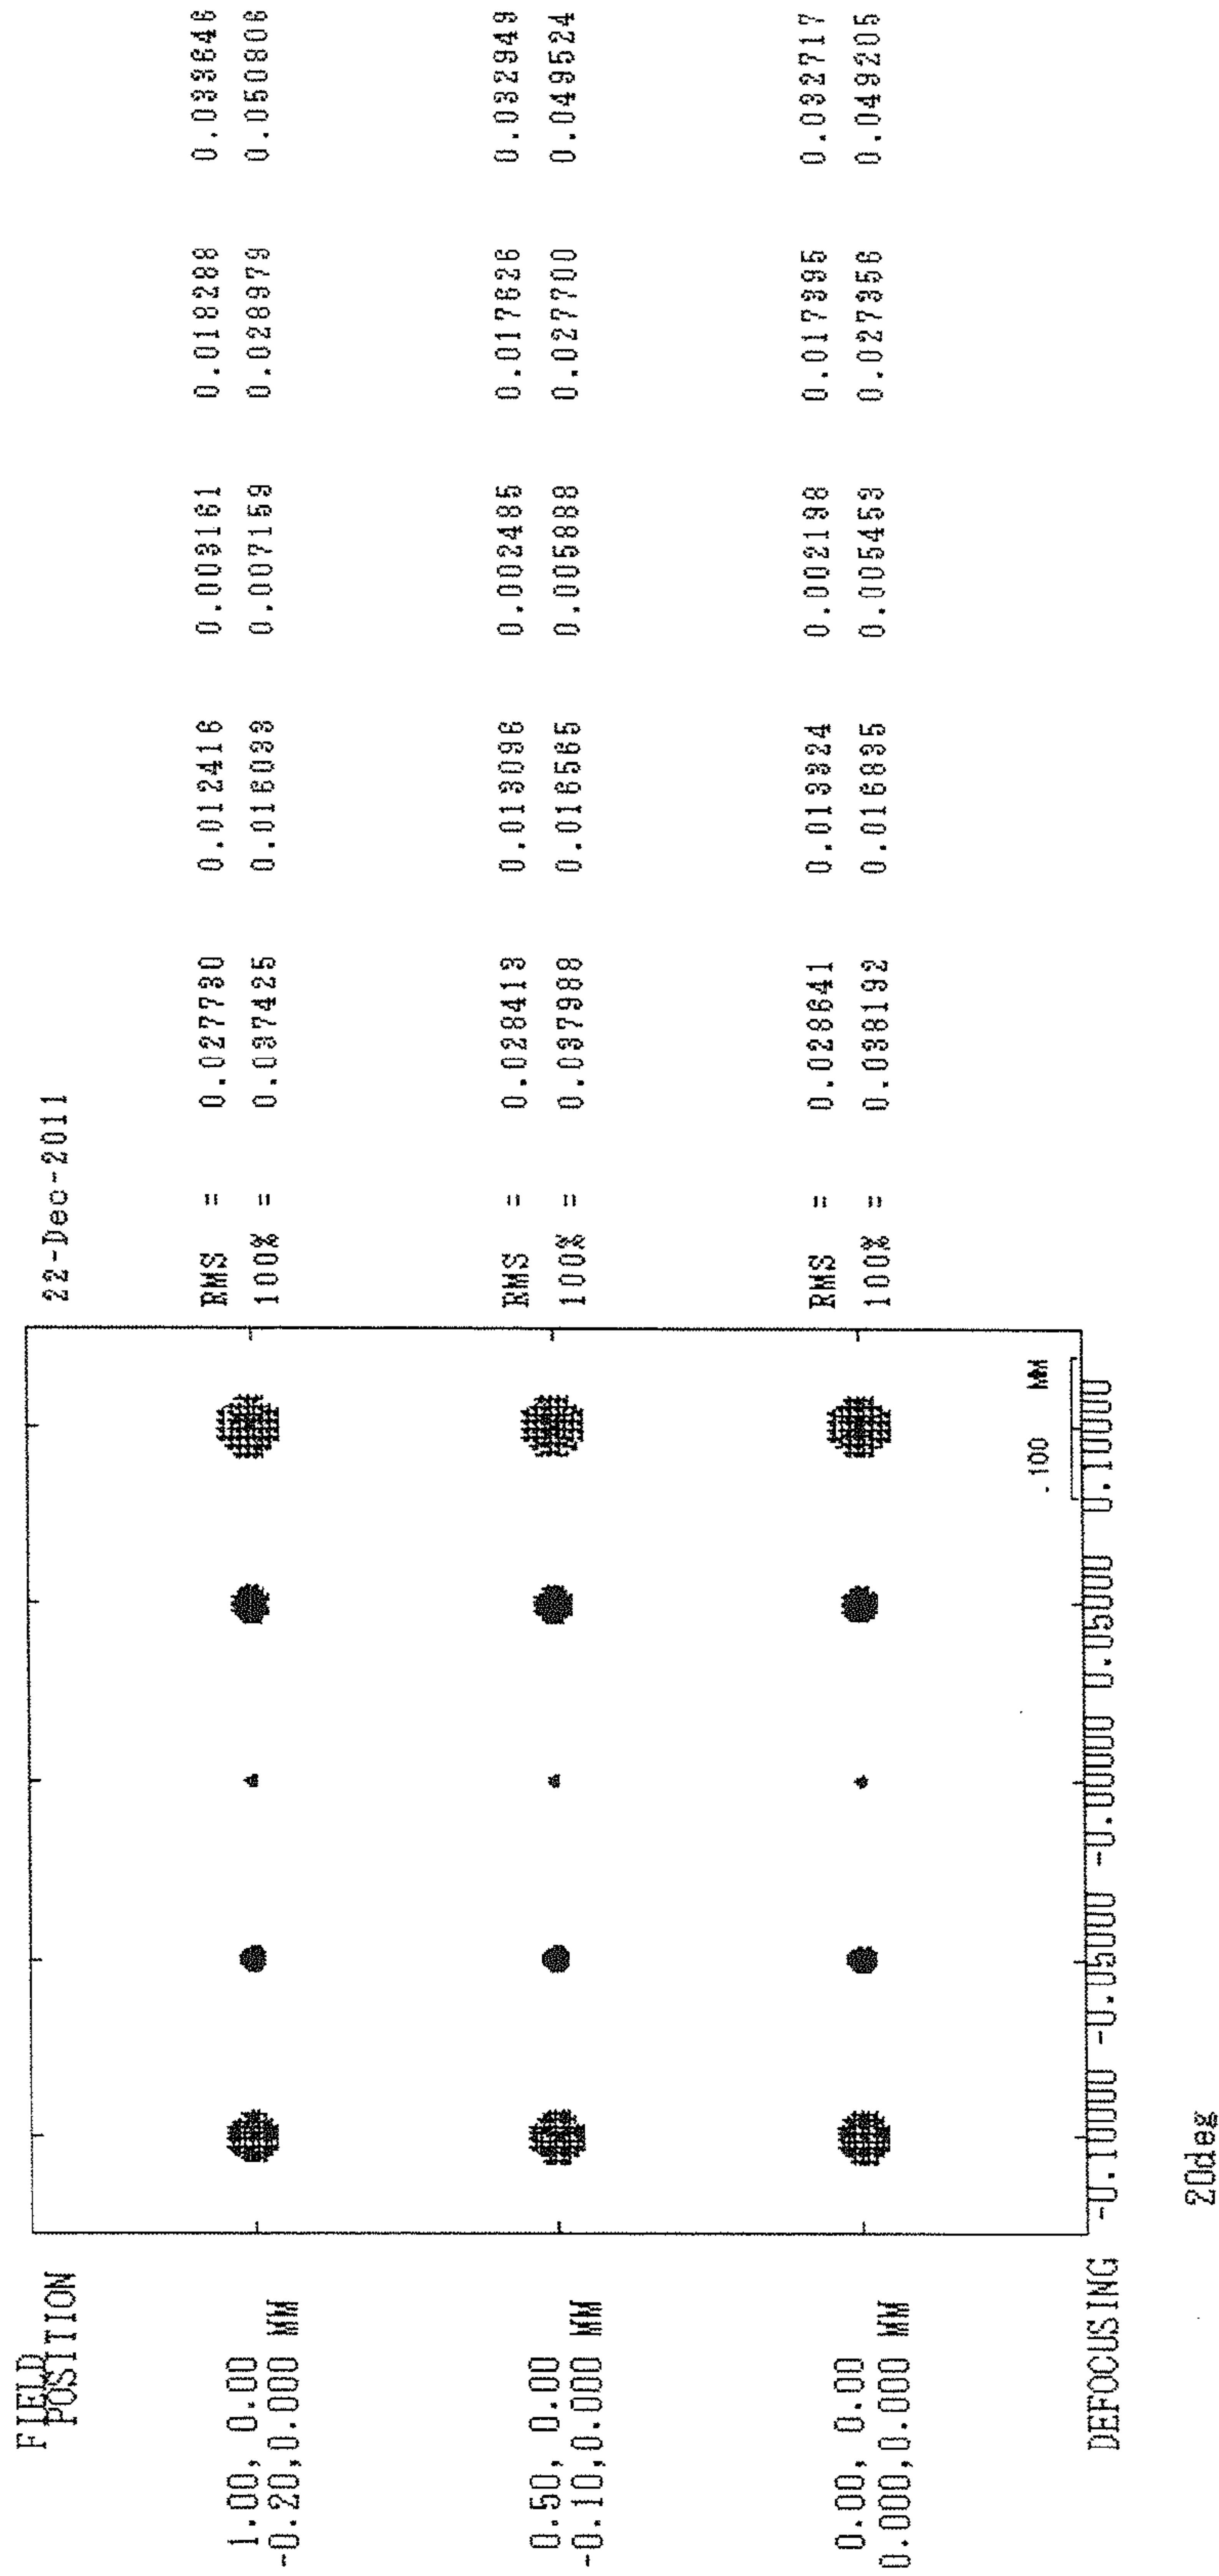 22-Dec-2011
FIELD
POSITION
1.00, 0.00
-0.20,0.000 MM
RMS = 0.027730 0.012416 0.003161 0.018288 0.033646
100% = 0.037425 0.016033 0.007159 0.028979 0.050806
0.50, 0.00
-0.10,0.000 MM
RMS = 0.028413 0.013096 0.002485 0.017626 0.032949
100% = 0.037988 0.016565 0.005888 0.027700 0.049524
0.00, 0.00
0.000,0.000 MM
RMS = 0.028641 0.013324 0.002198 0.017395 0.032717
100% = 0.038192 0.016835 0.005453 0.027356 0.049205
.100 MM
DEFOCUSING -0.10000 -0.05000 -0.00000 0.05000 0.10000
20deg